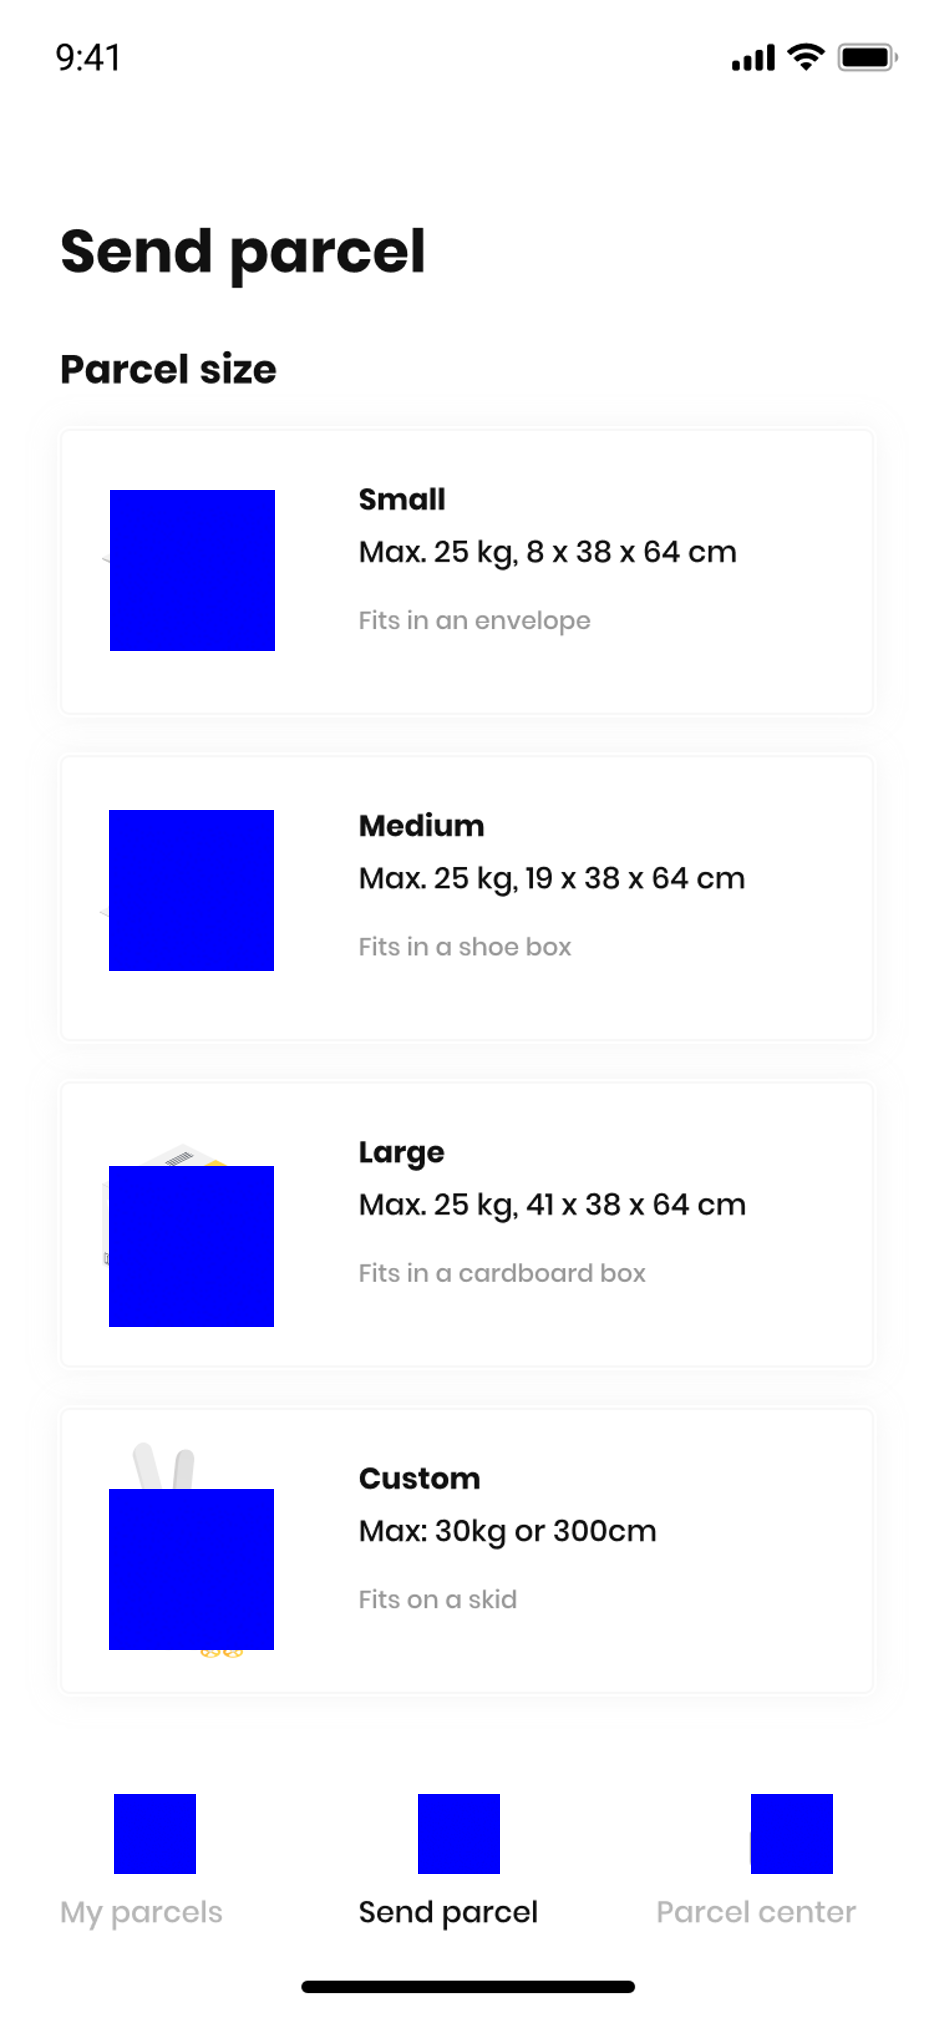 9:41
Send parcel
Parcel size
Small
Max. 25 kg, 8 x 38 x 64 cm
Fits in an envelope
Medium
Max. 25 kg, 19 x 38 x 64 cm
Fits in a shoe box
Large
Max. 25 kg, 41 x 38 x 64 cm
Fits in a cardboard box
Custom
Max: 30kg or 300cm
Fits on a skid
My parcels
Send parcel
Parcel center